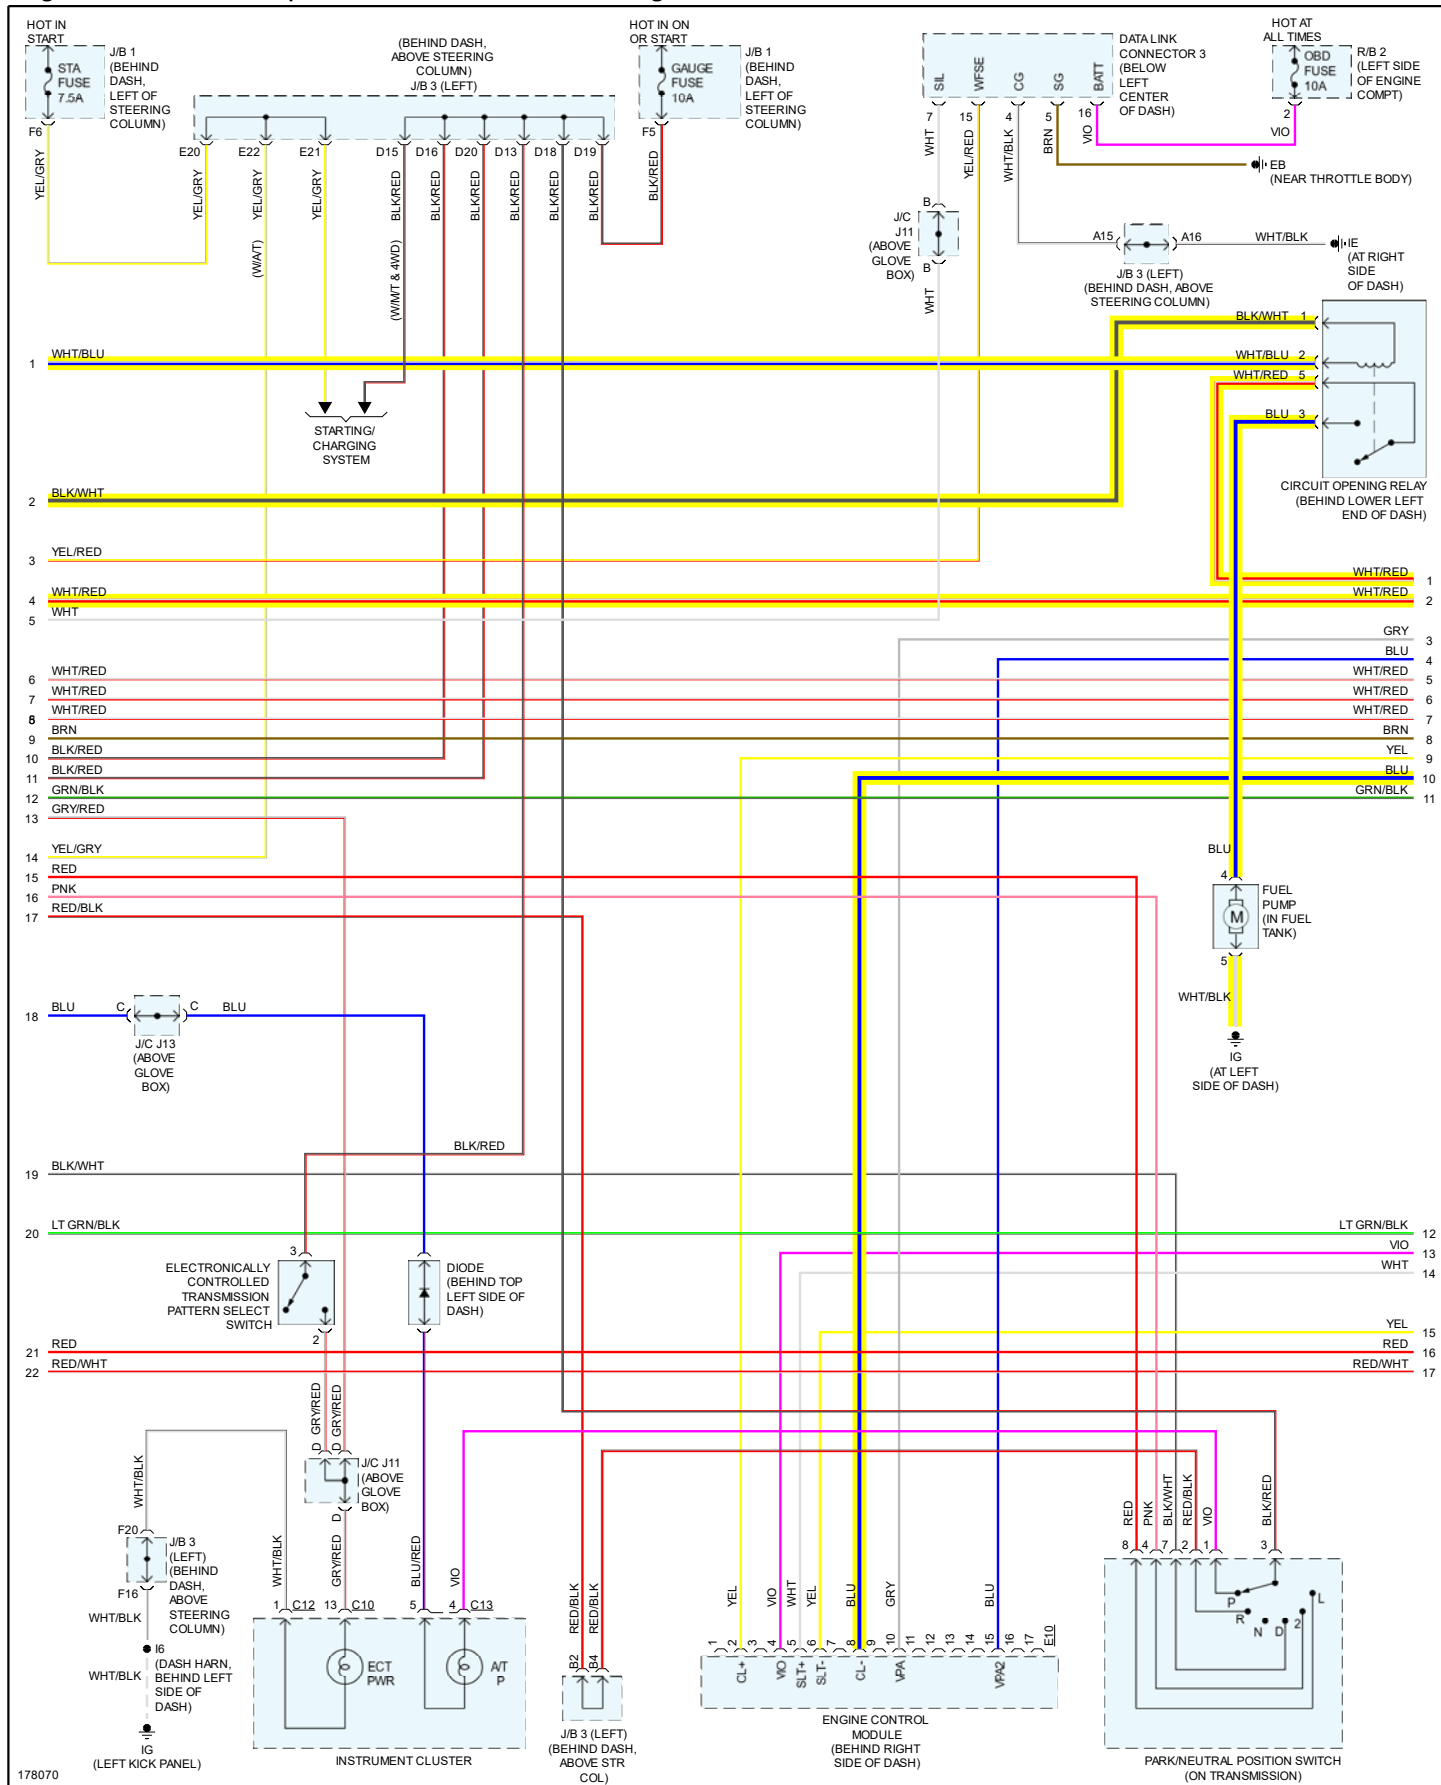 HOT IN
START
STA
FUSE
7.5A
J/B 1
(BEHIND
DASH,
LEFT OF
STEERING
COLUMN)
F6
YEL/GRY
(BEHIND DASH,
ABOVE STEERING
COLUMN)
J/B 3 (LEFT)
E20
E22
E21
D15
D16
D20
D13
D18
D19
YEL/GRY
YEL/GRY
YEL/GRY
BLK/RED
BLK/RED
BLK/RED
BLK/RED
BLK/RED
BLK/RED
(W/A/T)
(W/M/T & 4WD)
HOT IN ON
OR START
GAUGE
FUSE
10A
J/B 1
(BEHIND
DASH,
LEFT OF
STEERING
COLUMN)
F5
BLK/RED
SIL
WFSE
CG
SG
BATT
DATA LINK
CONNECTOR 3
(BELOW
LEFT
CENTER
OF DASH)
7
15
4
5
16
WHT
YEL/RED
WHT/BLK
BRN
VIO
HOT AT
ALL TIMES
OBD
FUSE
10A
R/B 2
(LEFT SIDE
OF ENGINE
COMPT)
2
VIO
EB
(NEAR THROTTLE BODY)
B
J/C
J11
(ABOVE
GLOVE
BOX)
B
WHT
A15
A16
WHT/BLK
J/B 3 (LEFT)
(BEHIND DASH, ABOVE
STEERING COLUMN)
IE
(AT RIGHT
SIDE
OF DASH)
BLK/WHT 1
WHT/BLU 2
WHT/RED 5
BLU 3
CIRCUIT OPENING RELAY
(BEHIND LOWER LEFT
END OF DASH)
STARTING/
CHARGING
SYSTEM
1 WHT/BLU
2 BLK/WHT
3 YEL/RED
4 WHT/RED
5 WHT
6 WHT/RED
7 WHT/RED
8 WHT/RED
9 BRN
10 BLK/RED
11 BLK/RED
12 GRN/BLK
13 GRY/RED
14 YEL/GRY
15 RED
16 PNK
17 RED/BLK
WHT/RED 1
WHT/RED 2
GRY 3
BLU 4
WHT/RED 5
WHT/RED 6
WHT/RED 7
BRN 8
YEL 9
BLU 10
GRN/BLK 11
BLU
4
FUEL
PUMP
(IN FUEL
TANK)
M
5
WHT/BLK
IG
(AT LEFT
SIDE OF DASH)
18 BLU
C
C
BLU
J/C J13
(ABOVE
GLOVE
BOX)
BLK/RED
19 BLK/WHT
20 LT GRN/BLK
LT GRN/BLK 12
VIO 13
WHT 14
YEL 15
RED 16
RED/WHT 17
3
ELECTRONICALLY
CONTROLLED
TRANSMISSION
PATTERN SELECT
SWITCH
2
DIODE
(BEHIND TOP
LEFT SIDE OF
DASH)
21 RED
22 RED/WHT
GRY/RED
GRY/RED
D
D
J/C J11
(ABOVE
GLOVE
BOX)
D
WHT/BLK
F20
J/B 3
(LEFT)
(BEHIND
DASH,
ABOVE
STEERING
COLUMN)
F16
WHT/BLK
I6
(DASH HARN,
BEHIND LEFT
SIDE OF
DASH)
WHT/BLK
IG
(LEFT KICK PANEL)
WHT/BLK
GRY/RED
BLU/RED
VIO
1 C12
13 C10
5
4 C13
ECT
PWR
A/T
P
INSTRUMENT CLUSTER
RED/BLK
RED/BLK
B2
B4
J/B 3 (LEFT)
(BEHIND DASH,
ABOVE STR
COL)
YEL
VIO
WHT
YEL
BLU
GRY
BLU
1
2
3
4
5
6
7
8
9
10
11
12
13
14
15
16
17
E10
CL+
VIO
SLT+
SLT-
CL-
VPA
VPA2
ENGINE CONTROL
MODULE
(BEHIND RIGHT
SIDE OF DASH)
RED
PNK
BLK/WHT
RED/BLK
VIO
BLK/RED
8
4
7
2
1
3
P
R
N
D
2
L
PARK/NEUTRAL POSITION SWITCH
(ON TRANSMISSION)
178070